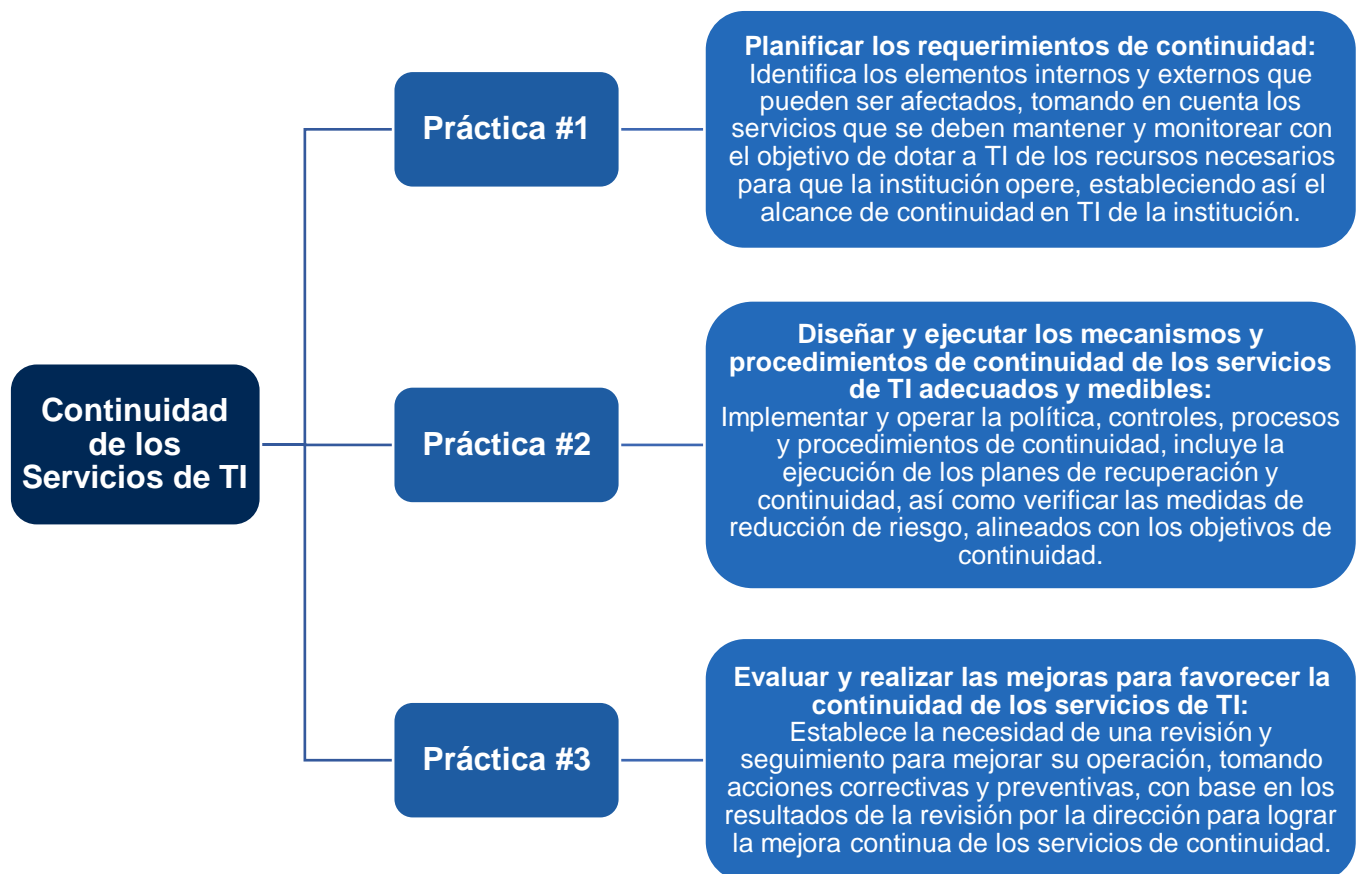 Continuidad
de los
Servicios de TI
Práctica #1
Planificar los requerimientos de continuidad:
Identifica los elementos internos y externos que
pueden ser afectados, tomando en cuenta los
servicios que se deben mantener y monitorear con
el objetivo de dotar a TI de los recursos necesarios
para que la institución opere, estableciendo así el
alcance de continuidad en TI de la institución.
Práctica #2
Diseñar y ejecutar los mecanismos y
procedimientos de continuidad de los servicios
de TI adecuados y medibles:
Implementar y operar la política, controles, procesos
y procedimientos de continuidad, incluye la
ejecución de los planes de recuperación y
continuidad, así como verificar las medidas de
reducción de riesgo, alineados con los objetivos de
continuidad.
Práctica #3
Evaluar y realizar las mejoras para favorecer la
continuidad de los servicios de TI:
Establece la necesidad de una revisión y
seguimiento para mejorar su operación, tomando
acciones correctivas y preventivas, con base en los
resultados de la revisión por la dirección para lograr
la mejora continua de los servicios de continuidad.